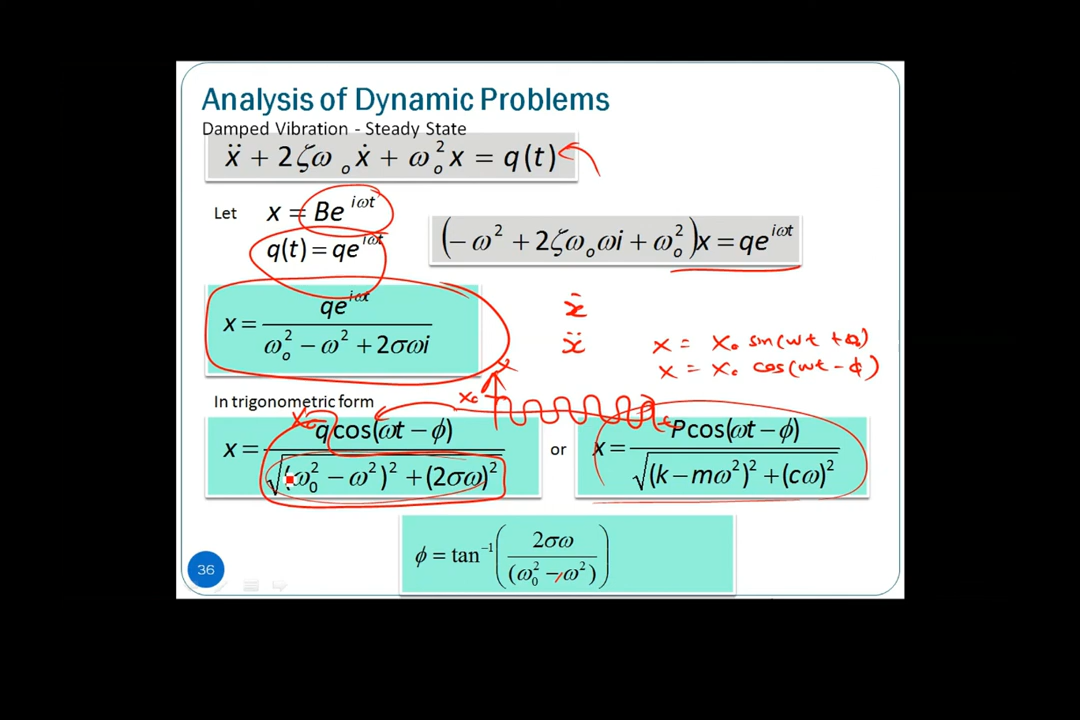 Analysis of Dynamic Problems
Damped Vibration - Steady State
ẍ + 2ζω₀ẋ + ω₀²x = q(t)
Let x = Be^{iωt}
q(t) = qe^{iωt}
(−ω² + 2ζω₀ωi + ω₀²)x = qe^{iωt}
x = qe^{iωt} / (ω₀² − ω² + 2σωi)
ẍ
x = x₀ cos(ωt − ϕ)
In trigonometric form
x₀
x = q cos(ωt − ϕ) / √((ω₀² − ω²)² + (2σω)²)
or
x = P cos(ωt − ϕ) / √((k − mω²)² + (cω)²)
ϕ = tan⁻¹(2σω / (ω₀² − ω²))
36